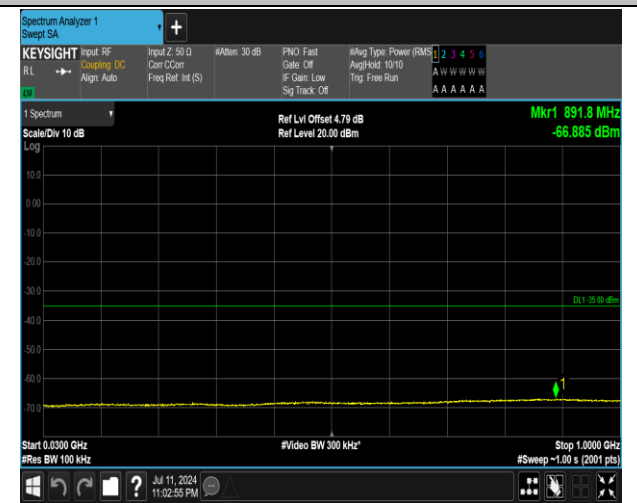 Spectrum Analyzer 1
Swept SA
+
KEYSIGHT Input: RF Input Z: 50 Ω #Atten: 30 dB PNO: Fast #Avg Type: Power (RMS 1 2 3 4 5 6
RL Coupling: DC Corr CCorr Gate: Off Avg|Hold: 10/10 A W W W W W
Align: Auto Freq Ref: Int (S) IF Gain: Low Trig: Free Run
Sig Track: Off A A A A A A
1 Spectrum Ref Lvl Offset 4.79 dB Mkr1 891.8 MHz
Scale/Div 10 dB Ref Level 20.00 dBm -66.885 dBm
Log
10.0
0.00
-10.0
-20.0
-30.0
DL1 -35.00 dBm
-40.0
-50.0
-60.0
1
-70.0
Start 0.0300 GHz #Video BW 300 kHz* Stop 1.0000 GHz
#Res BW 100 kHz #Sweep ~1.00 s (2001 pts)
? Jul 11, 2024
11:02:55 PM